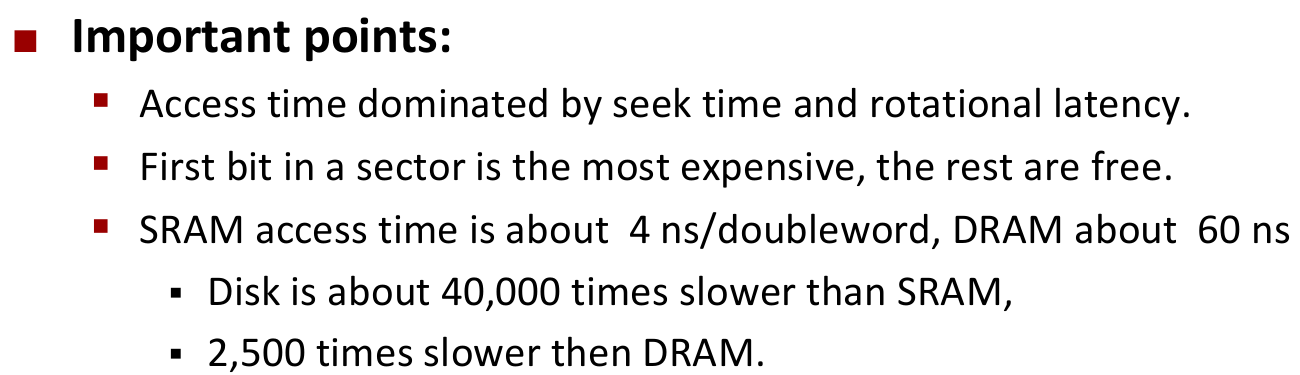 Important points:
Access time dominated by seek time and rotational latency.
First bit in a sector is the most expensive, the rest are free.
SRAM access time is about  4 ns/doubleword, DRAM about  60 ns
Disk is about 40,000 times slower than SRAM,
2,500 times slower then DRAM.